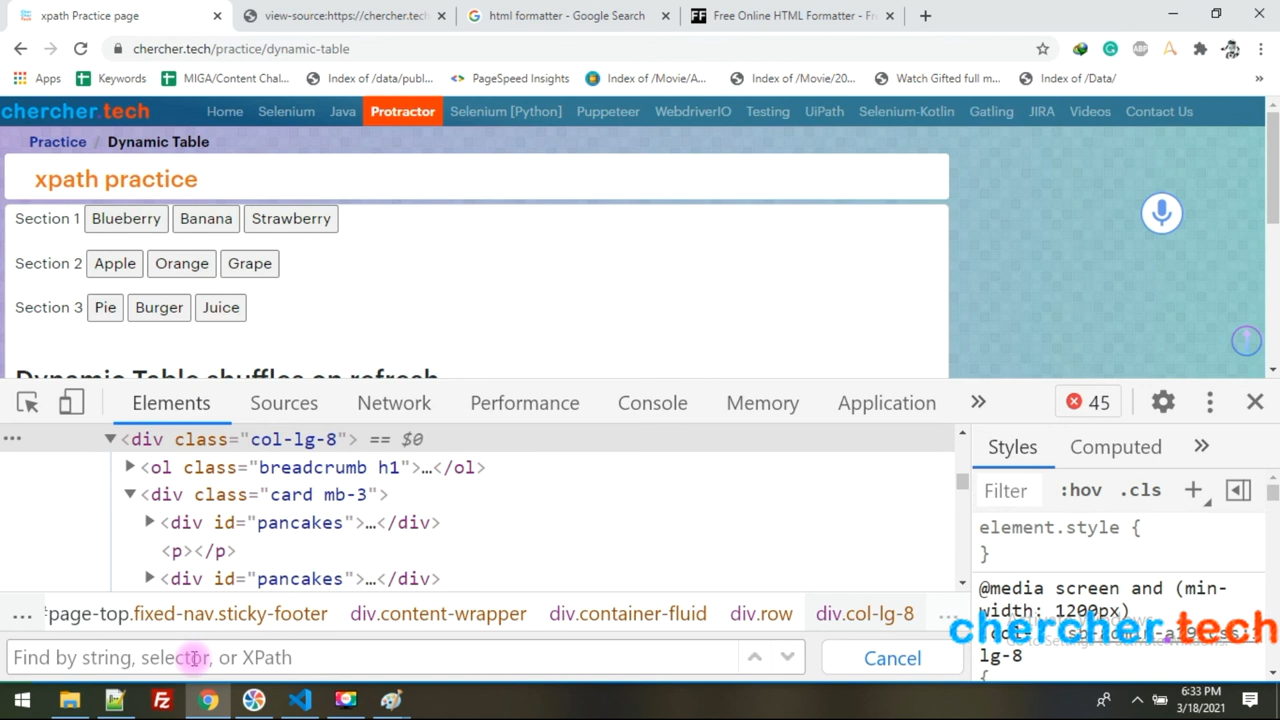 xPath Practice page
view-source:https://chercher.tech
html formatter - Google Search
FF Free Online HTML Formatter - Fr
chercher.tech/practice/dynamic-table
ABP
Apps Keywords MIGA/Content Chal... Index of /data/publ... PageSpeed Insights Index of /Movie/A... Index of /Movie/20... Watch Gifted full m... Index of /Data/ »
chercher.tech Home Selenium Java Protractor Selenium [Python] Puppeteer WebdriverIO Testing UiPath Selenium-Kotlin Gatling JIRA Videos Contact Us
Practice / Dynamic Table
xpath practice
Section 1 Blueberry Banana Strawberry
Section 2 Apple Orange Grape
Section 3 Pie Burger Juice
Dynamic Table shuffles on refresh
Elements Sources Network Performance Console Memory Application » 45
... <div class="col-lg-8"> == $0
<ol class="breadcrumb h1">…</ol>
<div class="card mb-3">
<div id="pancakes">…</div>
<p></p>
<div id="pancakes">…</div>
Styles Computed »
Filter :hov .cls +
element.style {
}
@media screen and (min-
width: 1200px)
lg-8
{
chercher.tech
... page-top.fixed-nav.sticky-footer div.content-wrapper div.container-fluid div.row div.col-lg-8 ...
Find by string, selector, or XPath Cancel
6:33 PM
3/18/2021